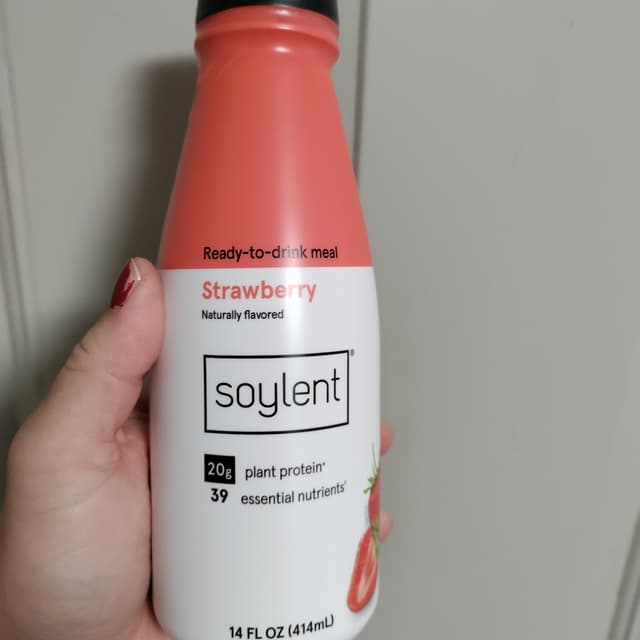 Ready-to-drink meal
Strawberry
Naturally flavored
soylent®
20g plant protein*
39 essential nutrients†
14 FL OZ (414mL)